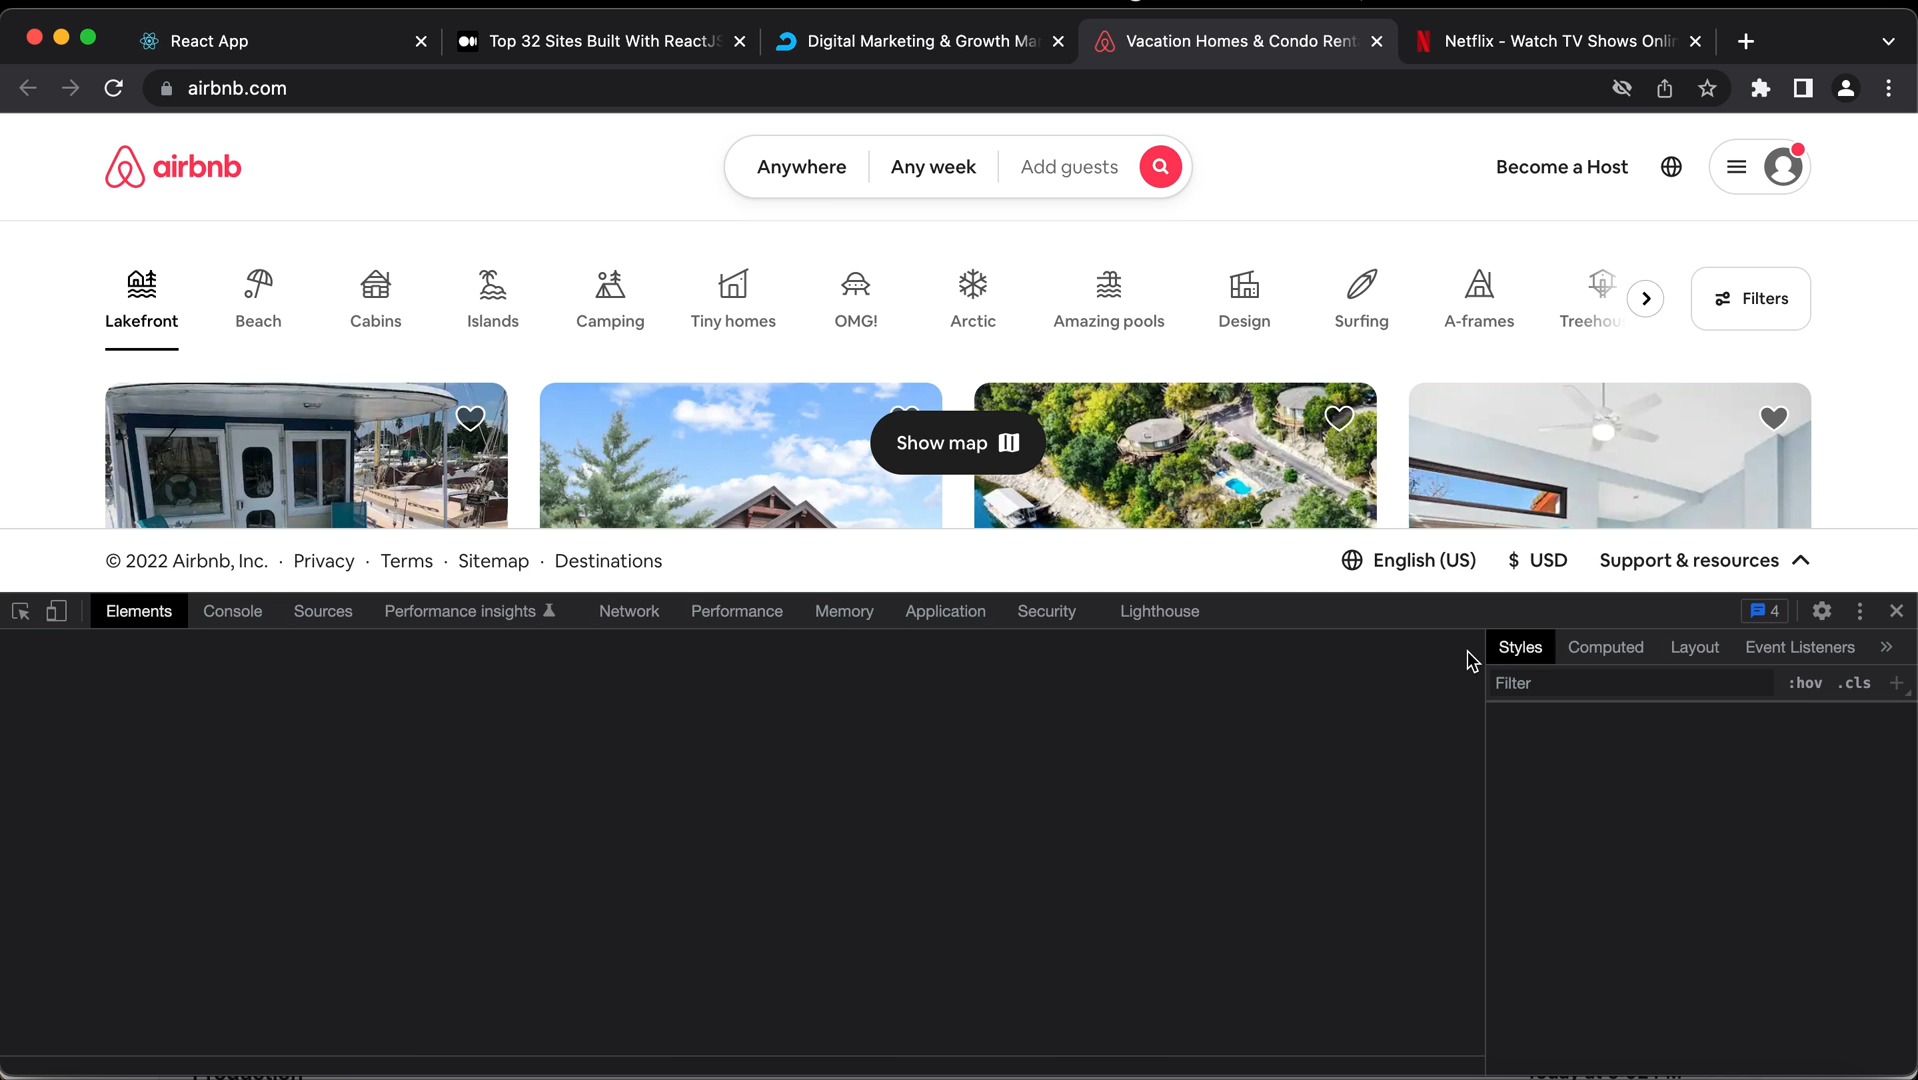 React App
Top 32 Sites Built With ReactJS
Digital Marketing & Growth Mar
Vacation Homes & Condo Rent
Netflix - Watch TV Shows Onlin
airbnb.com
airbnb
Anywhere
Any week
Add guests
Become a Host
Lakefront
Beach
Cabins
Islands
Camping
Tiny homes
OMG!
Arctic
Amazing pools
Design
Surfing
A-frames
Treehou
Filters
Show map
© 2022 Airbnb, Inc. · Privacy · Terms · Sitemap · Destinations
English (US)
$ USD
Support & resources
Elements
Console
Sources
Performance insights
Network
Performance
Memory
Application
Security
Lighthouse
4
Styles
Computed
Layout
Event Listeners
Filter
:hov
.cls